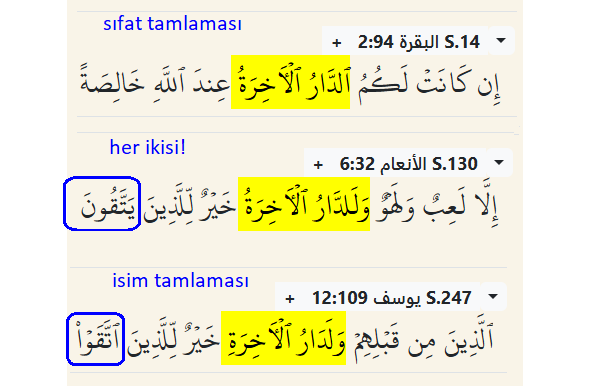 sıfat tamlaması
+ 2:94 البقرة S.14
إِن كَانَتْ لَكُمُ ٱلدَّارُ ٱلْـَٔاخِرَةُ عِندَ ٱللَّهِ خَالِصَةً
her ikisi!
+ 6:32 الأنعام S.130
إِلَّا لَعِبٌ وَلَهْوٌ وَلَلدَّارُ ٱلْـَٔاخِرَةُ خَيْرٌ لِّلَّذِينَ يَتَّقُونَ
isim tamlaması
+ 12:109 يوسف S.247
ٱلَّذِينَ مِن قَبْلِهِمْ وَلَدَارُ ٱلْـَٔاخِرَةِ خَيْرٌ لِّلَّذِينَ ٱتَّقَوْا۟